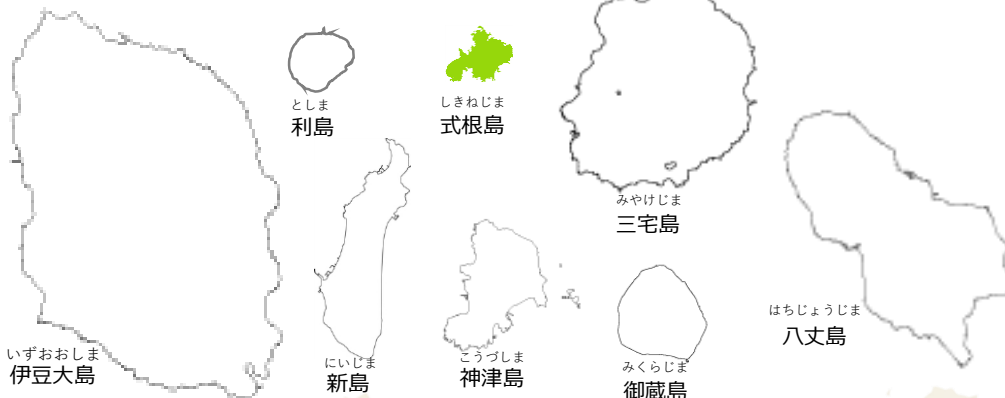 としま
利島
しきねじま
式根島
みやけじま
三宅島
はちじょうじま
八丈島
いずおおしま
伊豆大島
にいじま
新島
こうづしま
神津島
みくらじま
御蔵島